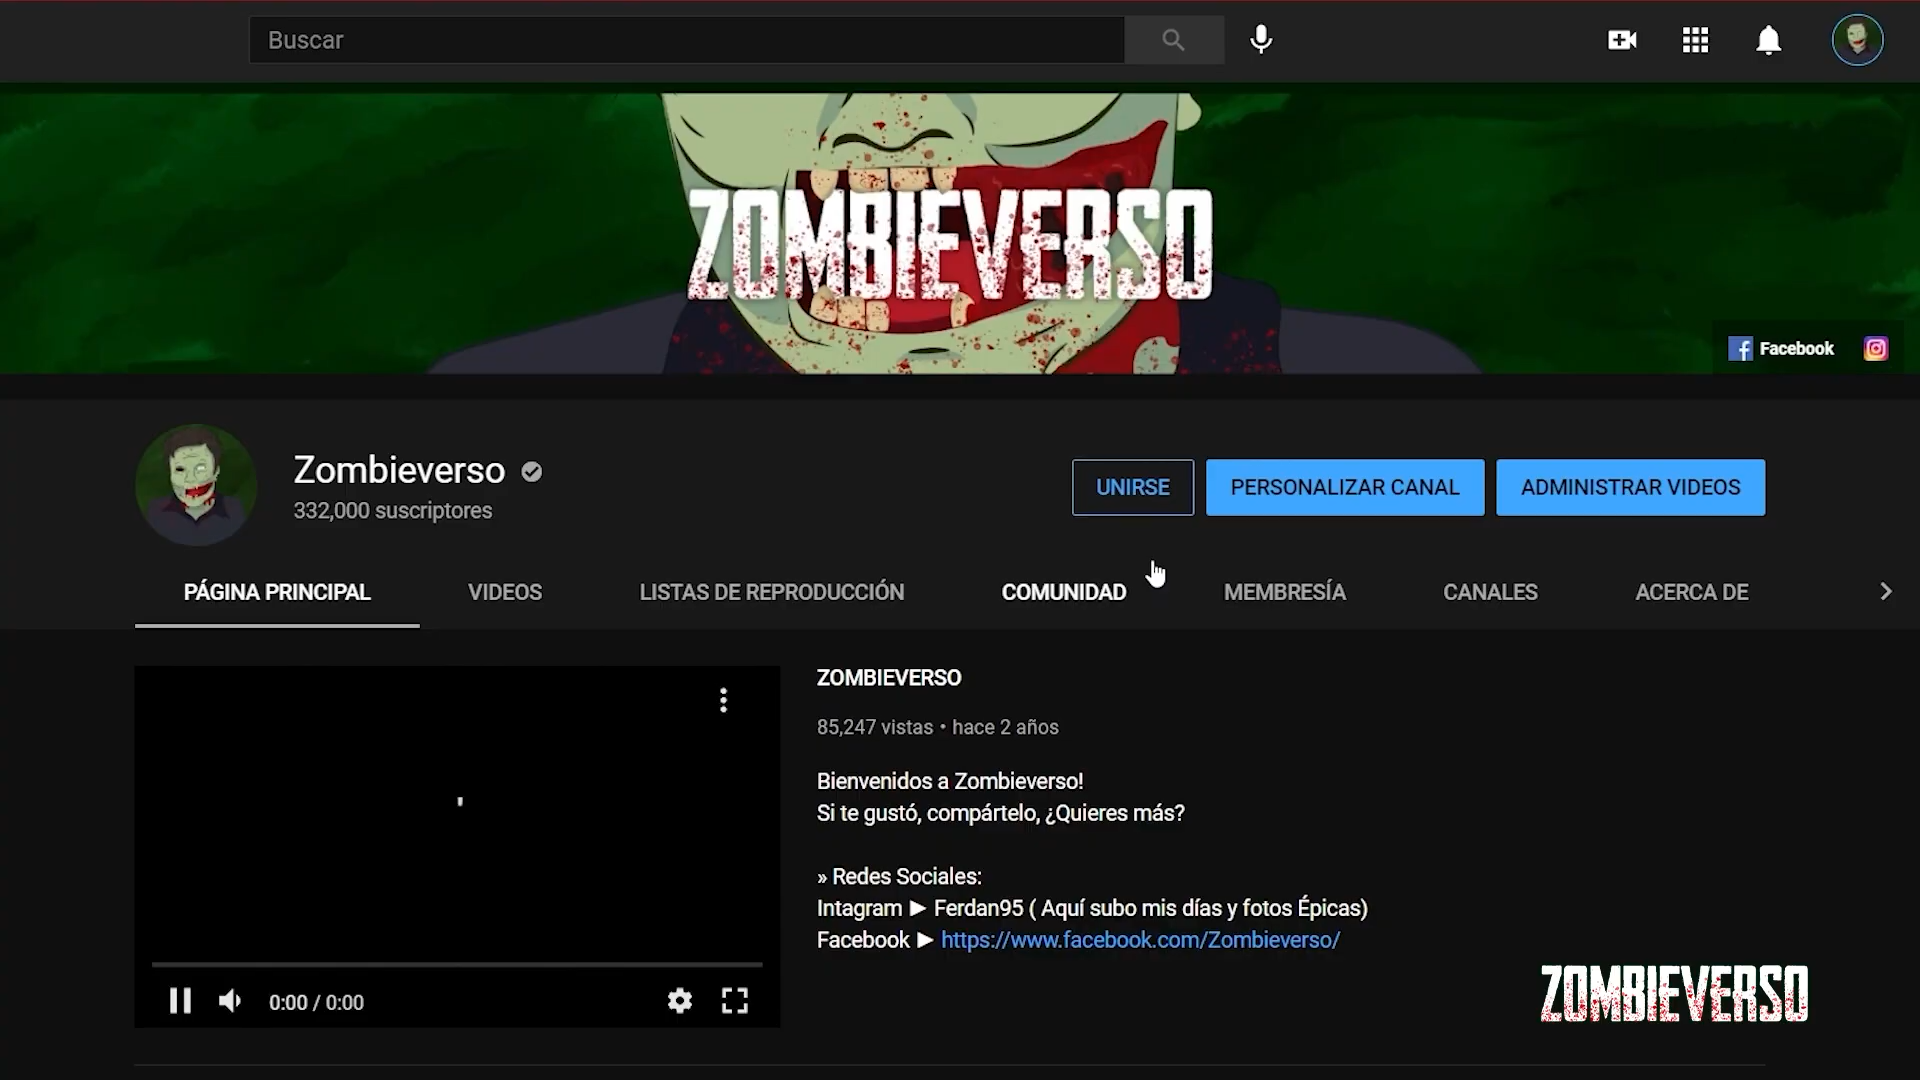 Buscar
ZOMBIEVERSO
Facebook
Zombieverso
332,000 suscriptores
UNIRSE
PERSONALIZAR CANAL
ADMINISTRAR VIDEOS
PÁGINA PRINCIPAL
VIDEOS
LISTAS DE REPRODUCCIÓN
COMUNIDAD
MEMBRESÍA
CANALES
ACERCA DE
ZOMBIEVERSO
85,247 vistas • hace 2 años
Bienvenidos a Zombieverso!
Si te gustó, compártelo, ¿Quieres más?
» Redes Sociales:
Intagram ► Ferdan95 ( Aquí subo mis días y fotos Épicas)
Facebook ► https://www.facebook.com/Zombieverso/
0:00 / 0:00
ZOMBIEVERSO